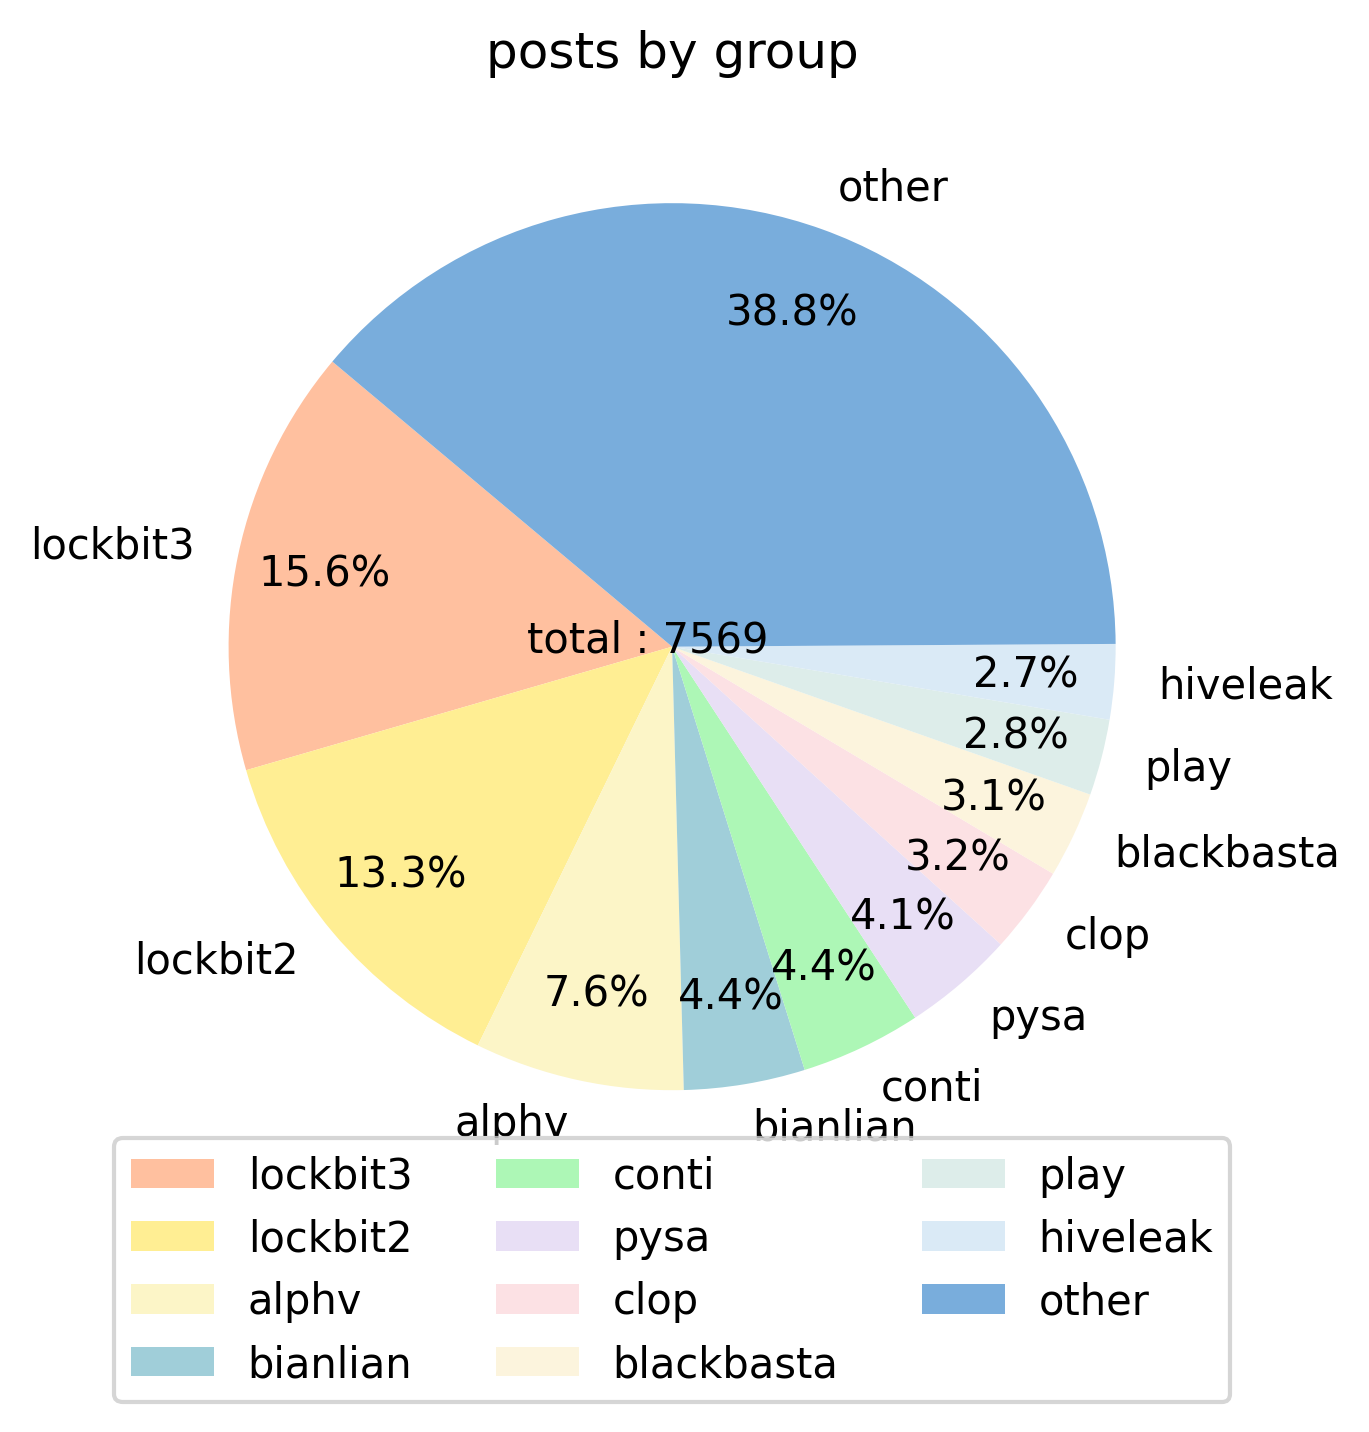 posts by group
other
38.8%
lockbit3
15.6%
total : 7569
2.7%
hiveleak
2.8%
play
3.1%
blackbasta
3.2%
clop
13.3%
4.1%
lockbit2
4.4%
7.6%
4.4%
pysa
conti
alphv
bianlian
lockbit3
lockbit2
alphv
bianlian
conti
pysa
clop
blackbasta
play
hiveleak
other